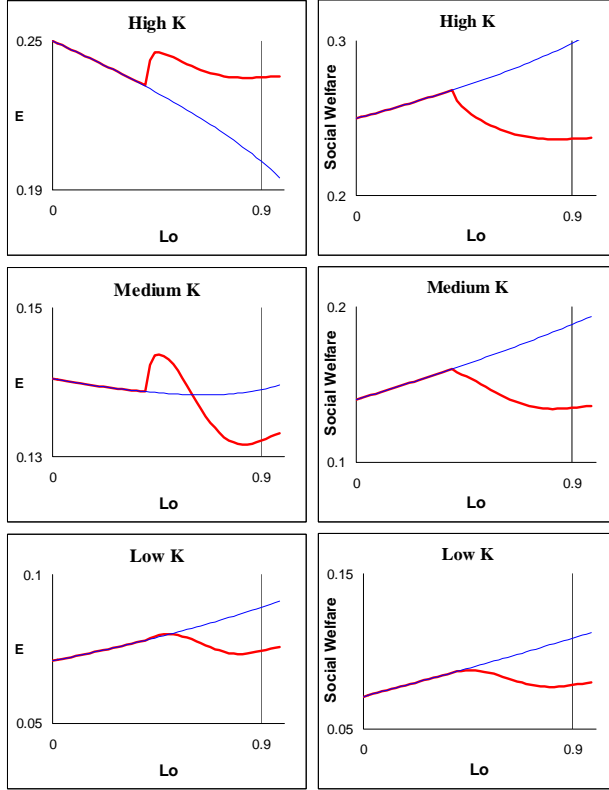 High K
0.25
E
0.19
0
0.9
Lo
High K
0.3
Social Welfare
0.2
0
0.9
Lo
Medium K
0.15
E
0.13
0
0.9
Lo
Medium K
0.2
Social Welfare
0.1
0
0.9
Lo
Low K
0.1
E
0.05
0
0.9
Lo
Low K
0.15
Social Welfare
0.05
0
0.9
Lo